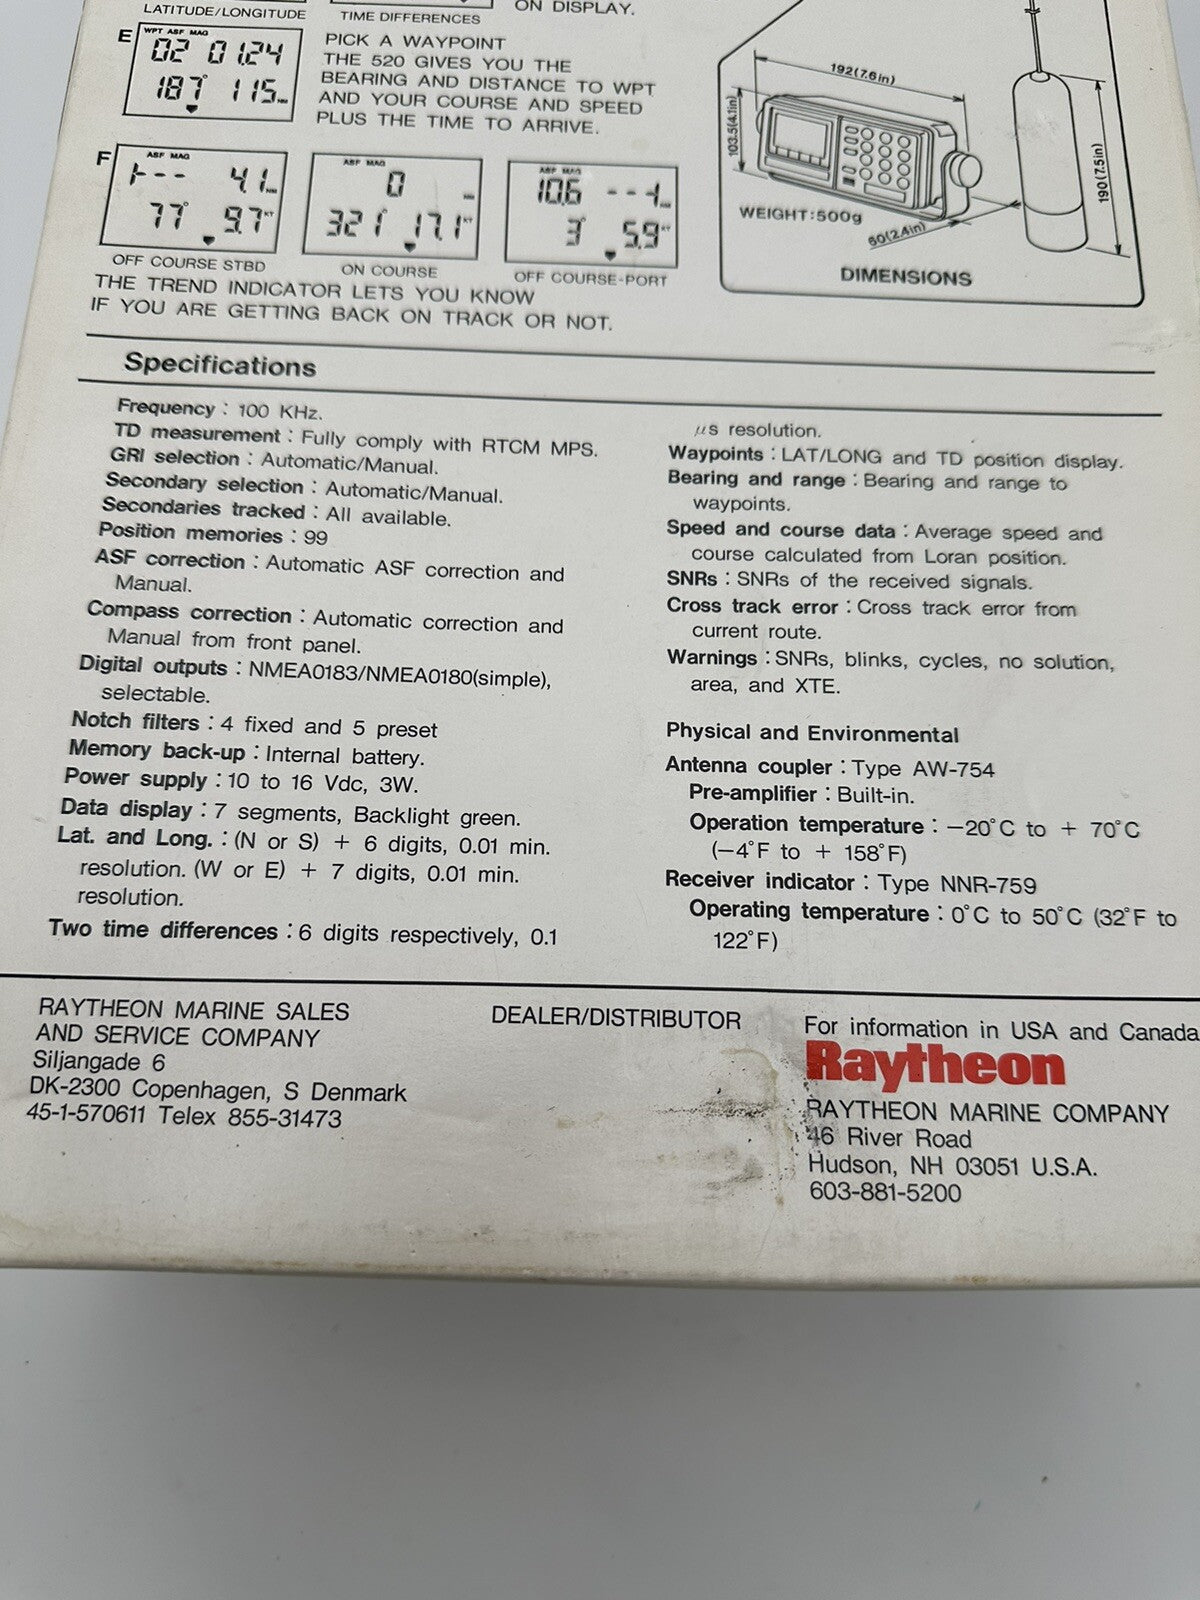 LATITUDE/LONGITUDE
TIME DIFFERENCES
ON DISPLAY.
E
WPT ASF MAG
02 01.24
187° 115
PICK A WAYPOINT
THE 520 GIVES YOU THE
BEARING AND DISTANCE TO WPT
AND YOUR COURSE AND SPEED
PLUS THE TIME TO ARRIVE.
F
ASF MAG
4.1
77° 9.7 KT
OFF COURSE STBD
ASF MAG
0
321° 17.1 KT
ON COURSE
ASF MAG
10.6
3° 5.9
OFF COURSE-PORT
THE TREND INDICATOR LETS YOU KNOW
IF YOU ARE GETTING BACK ON TRACK OR NOT.
192(7.6in)
103.5(4.1in)
190(7.5in)
WEIGHT:500g
60(2.4in)
DIMENSIONS
Specifications
Frequency : 100 KHz.
TD measurement : Fully comply with RTCM MPS.
GRI selection : Automatic/Manual.
Secondary selection : Automatic/Manual.
Secondaries tracked : All available.
Position memories : 99
ASF correction : Automatic ASF correction and
Manual.
Compass correction : Automatic correction and
Manual from front panel.
Digital outputs : NMEA0183/NMEA0180(simple),
selectable.
Notch filters : 4 fixed and 5 preset
Memory back-up : Internal battery.
Power supply : 10 to 16 Vdc, 3W.
Data display : 7 segments, Backlight green.
Lat. and Long. : (N or S) + 6 digits, 0.01 min.
resolution. (W or E) + 7 digits, 0.01 min.
resolution.
Two time differences : 6 digits respectively, 0.1
μs resolution.
Waypoints : LAT/LONG and TD position display.
Bearing and range : Bearing and range to
waypoints.
Speed and course data : Average speed and
course calculated from Loran position.
SNRs : SNRs of the received signals.
Cross track error : Cross track error from
current route.
Warnings : SNRs, blinks, cycles, no solution,
area, and XTE.
Physical and Environmental
Antenna coupler : Type AW-754
Pre-amplifier : Built-in.
Operation temperature : −20°C to + 70°C
(−4°F to + 158°F)
Receiver indicator : Type NNR-759
Operating temperature : 0°C to 50°C (32°F to
122°F)
RAYTHEON MARINE SALES
AND SERVICE COMPANY
Siljangade 6
DK-2300 Copenhagen, S Denmark
45-1-570611 Telex 855-31473
DEALER/DISTRIBUTOR
For information in USA and Canada
Raytheon
RAYTHEON MARINE COMPANY
46 River Road
Hudson, NH 03051 U.S.A.
603-881-5200